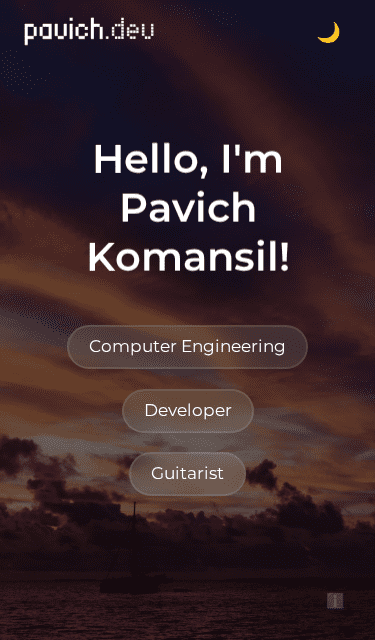 pavich.dev
Hello, I'm
Pavich
Komansil!
Computer Engineering
Developer
Guitarist